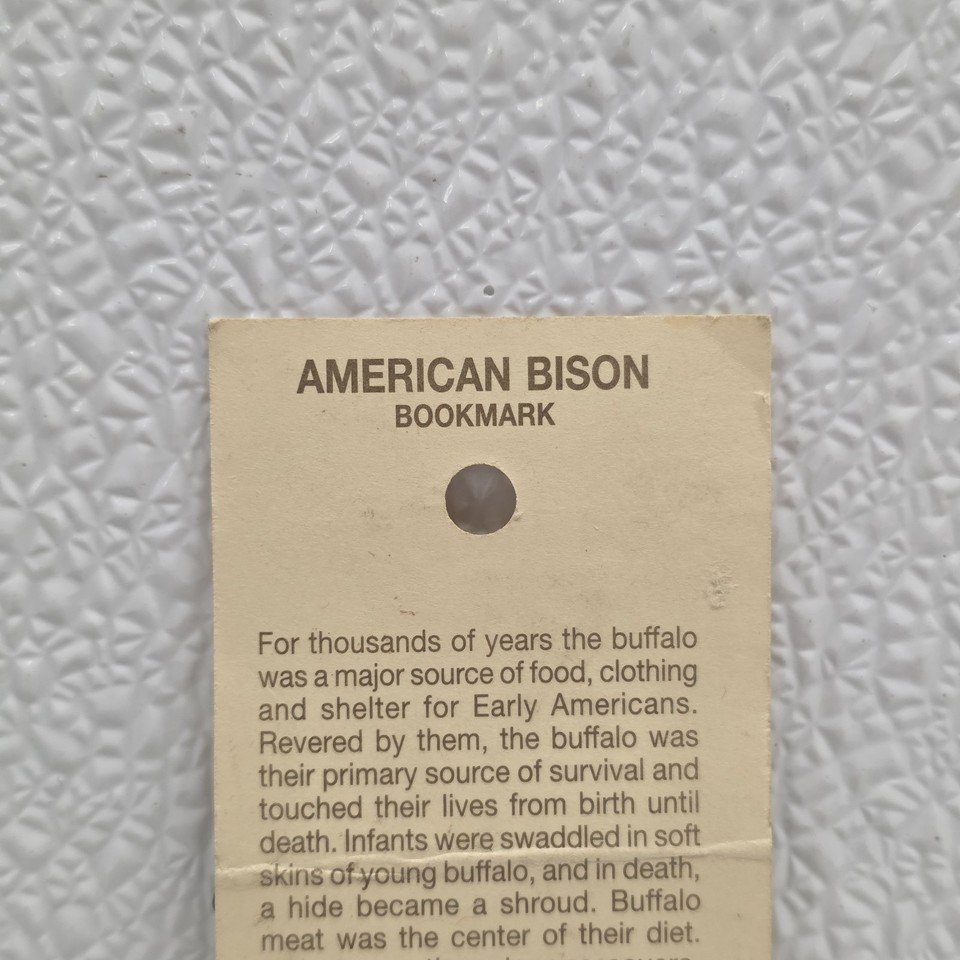 AMERICAN BISON
BOOKMARK
For thousands of years the buffalo
was a major source of food, clothing
and shelter for Early Americans.
Revered by them, the buffalo was
their primary source of survival and
touched their lives from birth until
death. Infants were swaddled in soft
skins of young buffalo, and in death,
a hide became a shroud. Buffalo
meat was the center of their diet.